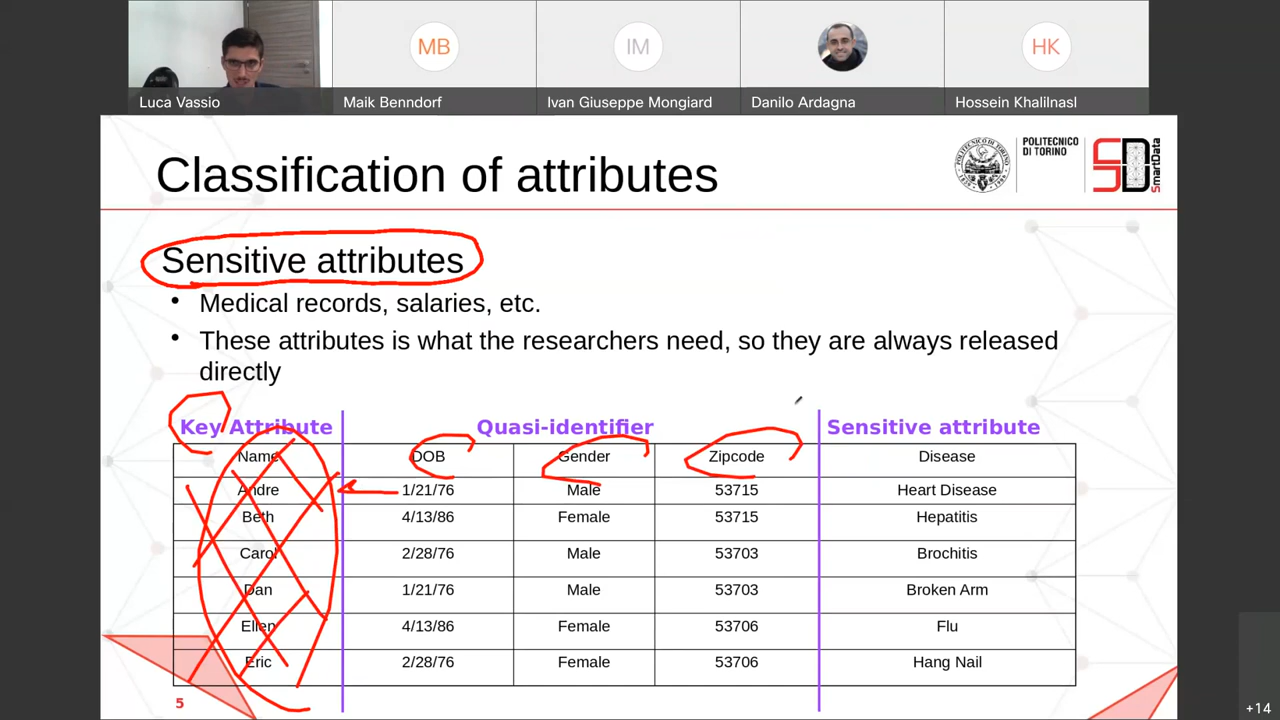 MB
IM
HK
Luca Vassio
Maik Benndorf
Ivan Giuseppe Mongiard
Danilo Ardagna
Hossein Khalilnasl
Classification of attributes
POLITECNICO
DI TORINO
SmartData
Sensitive attributes
• Medical records, salaries, etc.
• These attributes is what the researchers need, so they are always released
directly
Key Attribute Quasi-identifier Sensitive attribute
Name DOB Gender Zipcode Disease
Andre 1/21/76 Male 53715 Heart Disease
Beth 4/13/86 Female 53715 Hepatitis
Carol 2/28/76 Male 53703 Brochitis
Dan 1/21/76 Male 53703 Broken Arm
Ellen 4/13/86 Female 53706 Flu
Eric 2/28/76 Female 53706 Hang Nail
5
+14